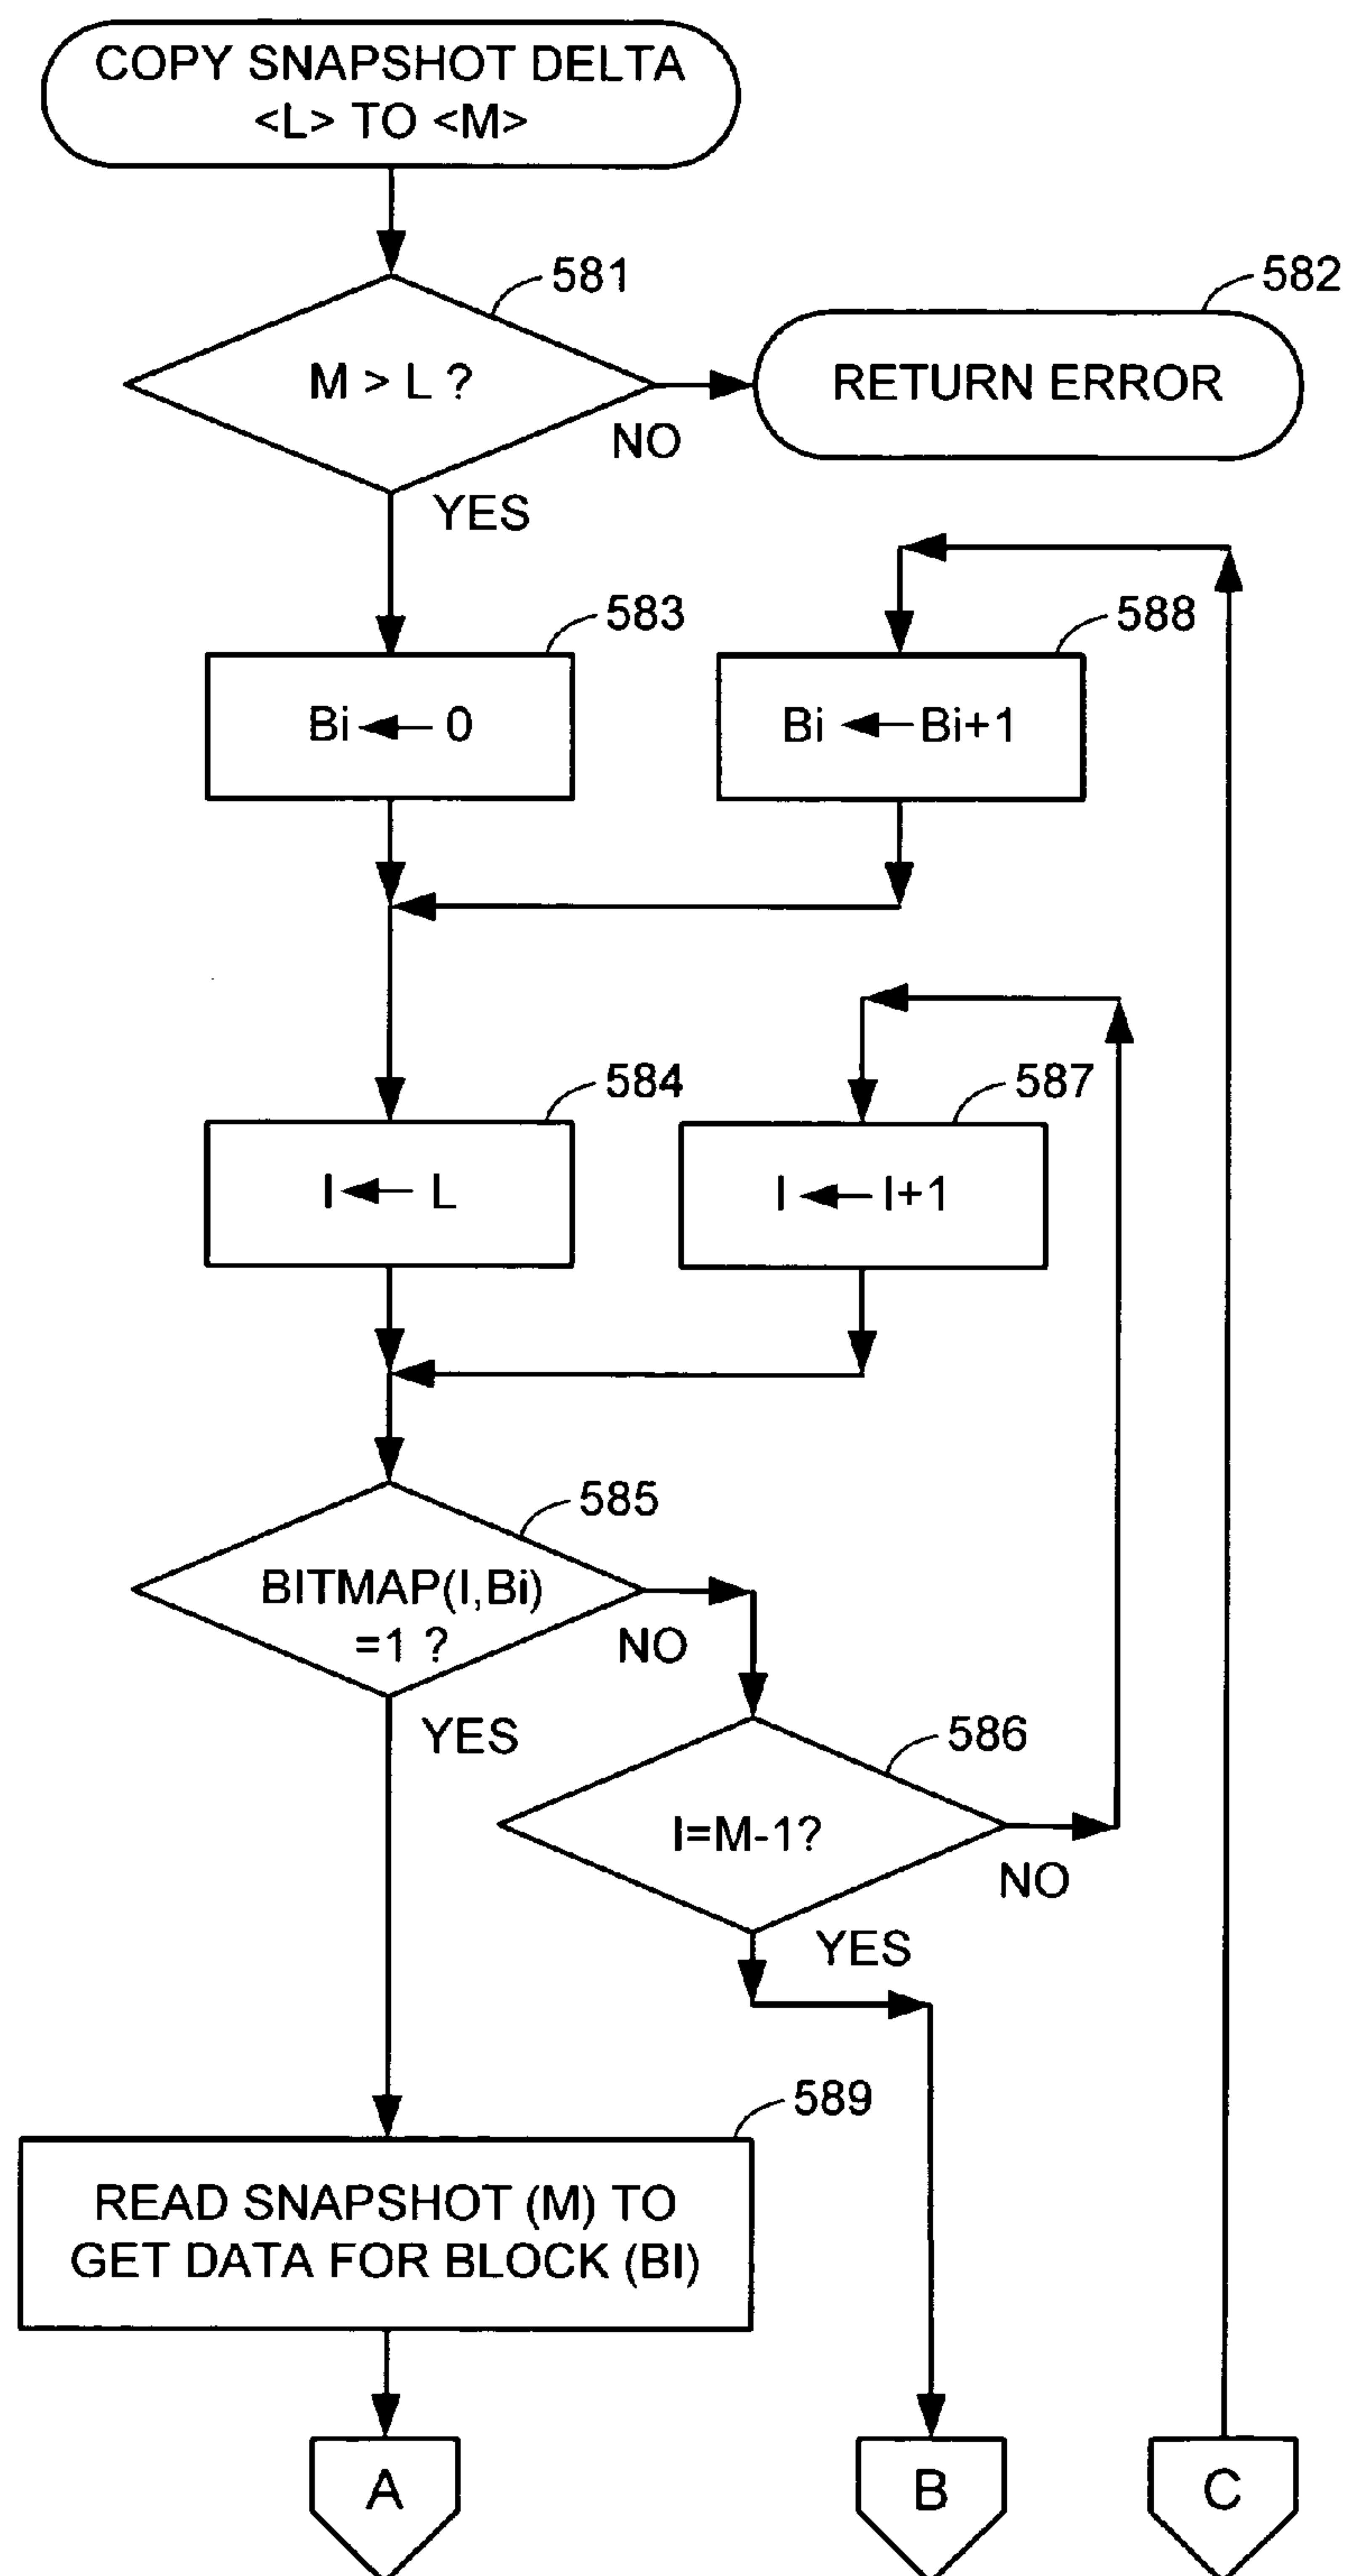 COPY SNAPSHOT DELTA
<L> TO <M>
581
582
M > L ?
RETURN ERROR
NO
YES
583
588
Bi ← 0
Bi ← Bi+1
584
587
I ← L
I ← I+1
585
BITMAP(I,Bi)
=1 ?
NO
YES
586
I=M-1?
NO
YES
589
READ SNAPSHOT (M) TO
GET DATA FOR BLOCK (BI)
A
B
C